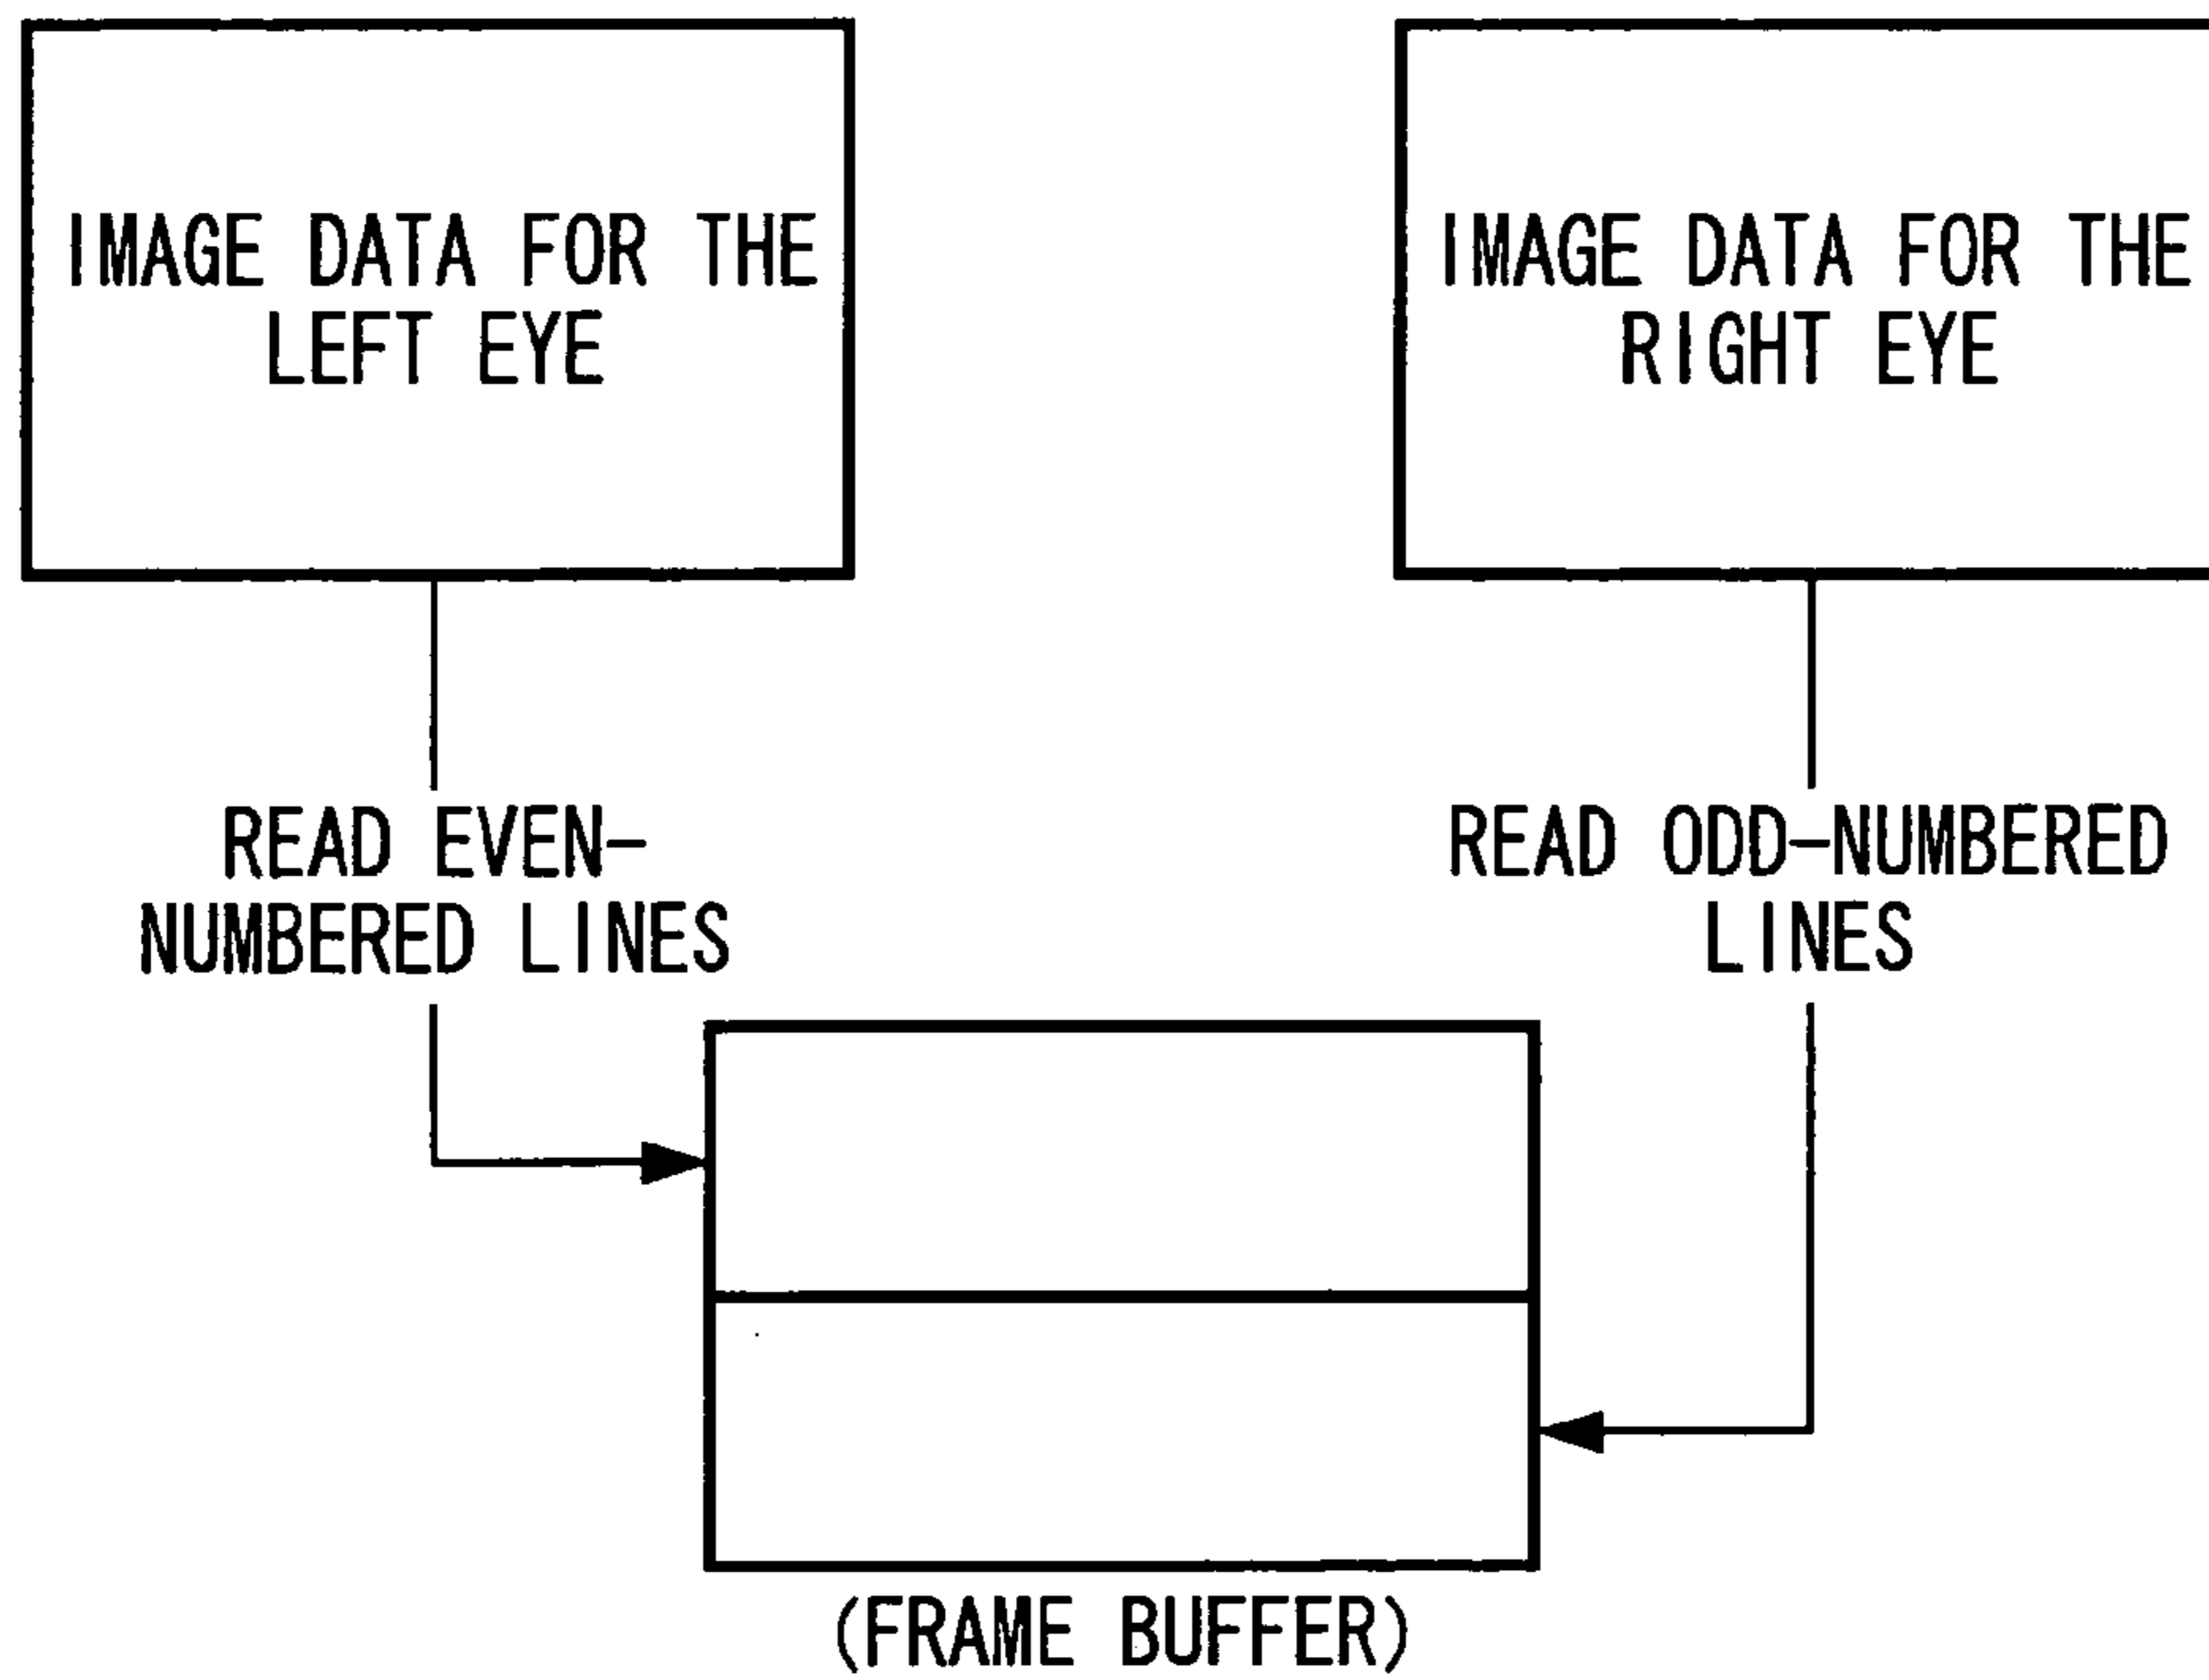 IMAGE DATA FOR THE
LEFT EYE
IMAGE DATA FOR THE
RIGHT EYE
READ EVEN-
NUMBERED LINES
READ ODD-NUMBERED
LINES
(FRAME BUFFER)